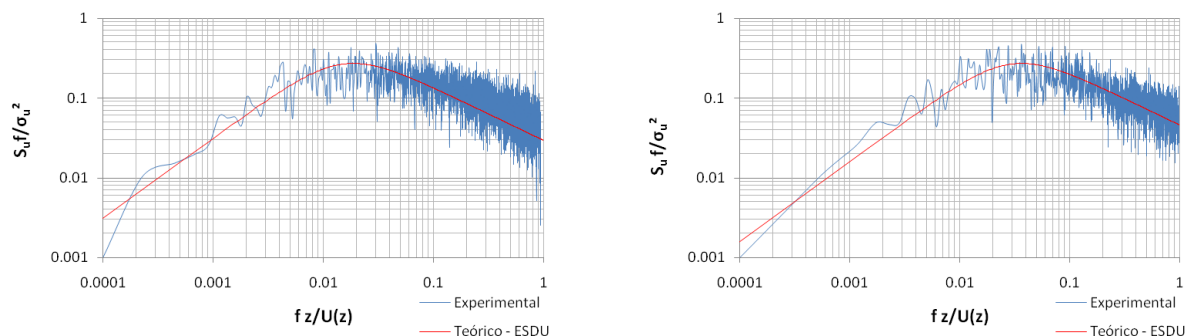 1
0.1
0.01
0.001
0.0001 0.001 0.01 0.1 1
S_u f/σ_u²
f z/U(z)
Experimental
Teórico - ESDU
1
0.1
0.01
0.001
0.0001 0.001 0.01 0.1 1
S_u f/σ_u²
f z/U(z)
Experimental
Teórico - ESDU